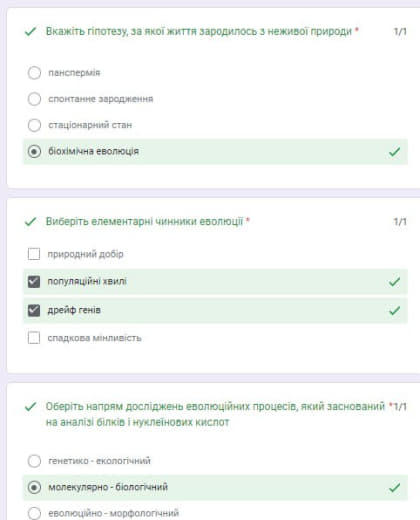 Вкажіть гіпотезу, за якої життя зародилось з неживої природи * 1/1
панспермія
спонтанне зародження
стаціонарний стан
біохімічна еволюція
Виберіть елементарні чинники еволюції * 1/1
природний добір
популяційні хвилі
дрейф генів
спадкова мінливість
Оберіть напрям досліджень еволюційних процесів, який заснований *1/1
на аналізі білків і нуклеїнових кислот
генетико - екологічний
молекулярно - біологічний
еволюційно - морфологічний